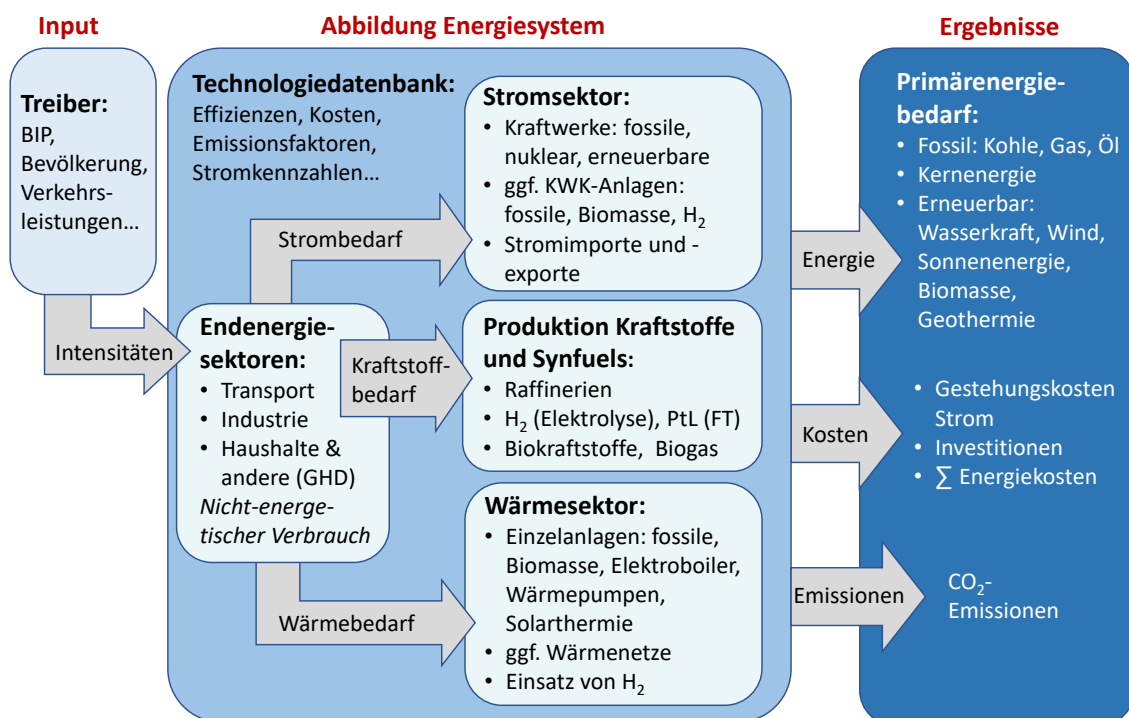 Input
Abbildung Energiesystem
Ergebnisse
Treiber:
BIP,
Bevölkerung,
Verkehrs-
leistungen…
Intensitäten
Technologiedatenbank:
Effizienzen, Kosten,
Emissionsfaktoren,
Stromkennzahlen…
Endenergie-
sektoren:
• Transport
• Industrie
• Haushalte &
andere (GHD)
Nicht-energe-
tischer Verbrauch
Strombedarf
Kraftstoff-
bedarf
Wärmebedarf
Stromsektor:
• Kraftwerke: fossile,
nuklear, erneuerbare
• ggf. KWK-Anlagen:
fossile, Biomasse, H₂
• Stromimporte und -
exporte
Produktion Kraftstoffe
und Synfuels:
• Raffinerien
• H₂ (Elektrolyse), PtL (FT)
• Biokraftstoffe, Biogas
Wärmesektor:
• Einzelanlagen: fossile,
Biomasse, Elektroboiler,
Wärmepumpen,
Solarthermie
• ggf. Wärmenetze
• Einsatz von H₂
Energie
Kosten
Emissionen
Primärenergie-
bedarf:
• Fossil: Kohle, Gas, Öl
• Kernenergie
• Erneuerbar:
Wasserkraft, Wind,
Sonnenenergie,
Biomasse,
Geothermie
• Gestehungskosten
Strom
• Investitionen
• ∑ Energiekosten
CO₂-
Emissionen